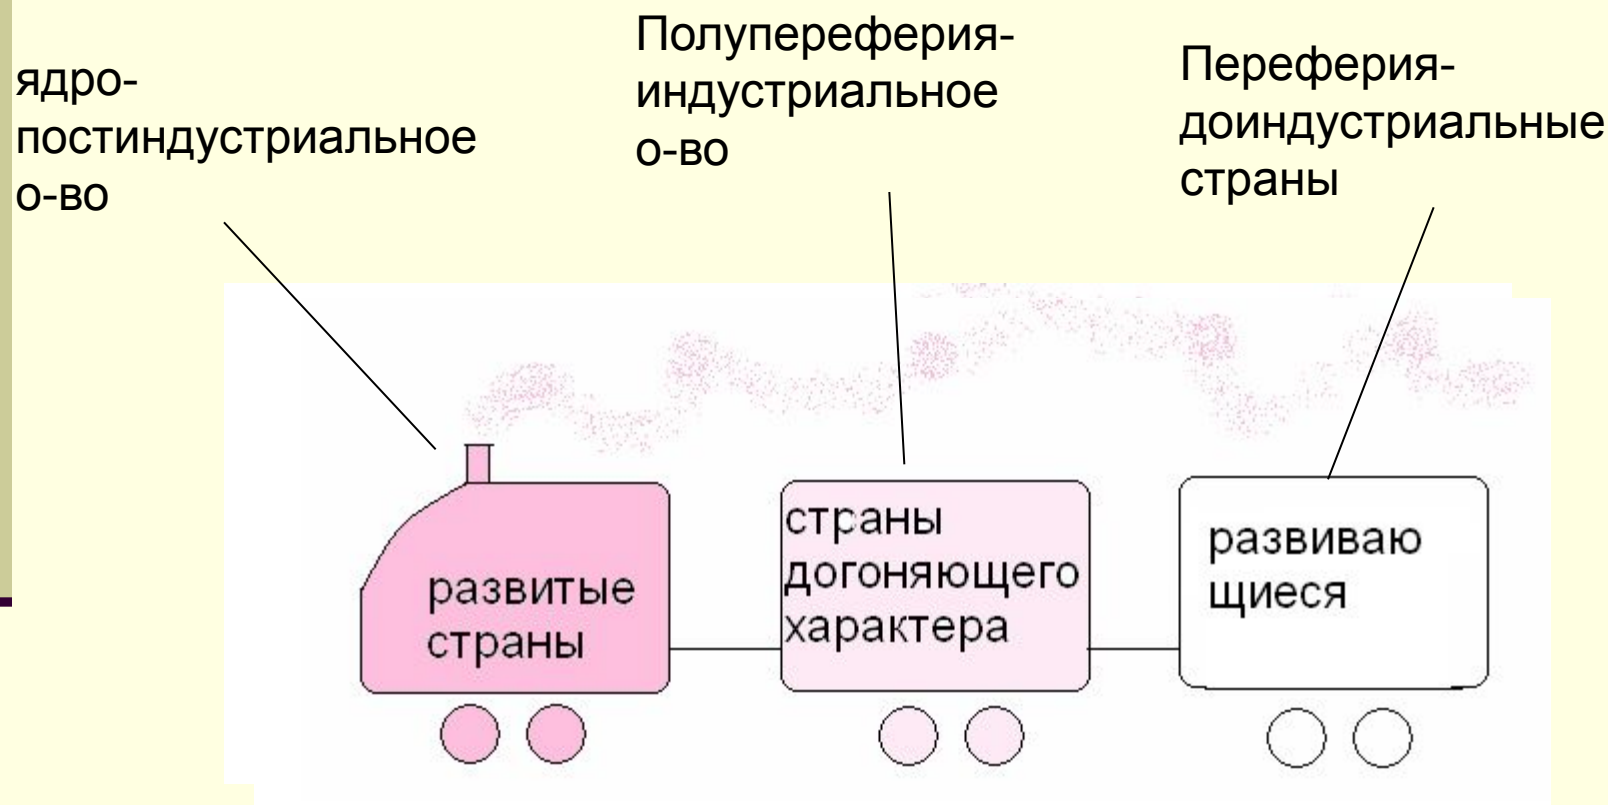 ядро-
постиндустриальное
о-во
Полупереферия-
индустриальное
о-во
Переферия-
доиндустриальные
страны
развитые
страны
страны
догоняющего
характера
развиваю
щиеся